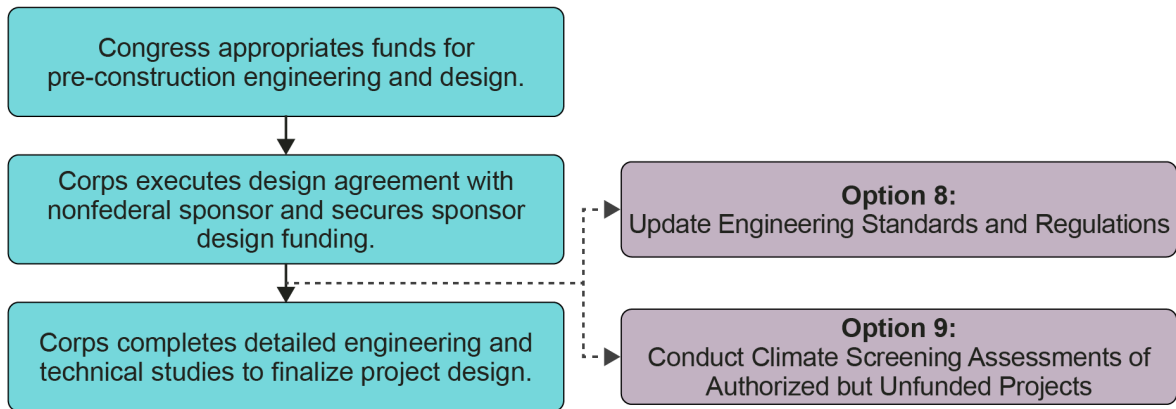 Congress appropriates funds for
pre-construction engineering and design.
Corps executes design agreement with
nonfederal sponsor and secures sponsor
design funding.
Corps completes detailed engineering and
technical studies to finalize project design.
Option 8:
Update Engineering Standards and Regulations
Option 9:
Conduct Climate Screening Assessments of
Authorized but Unfunded Projects